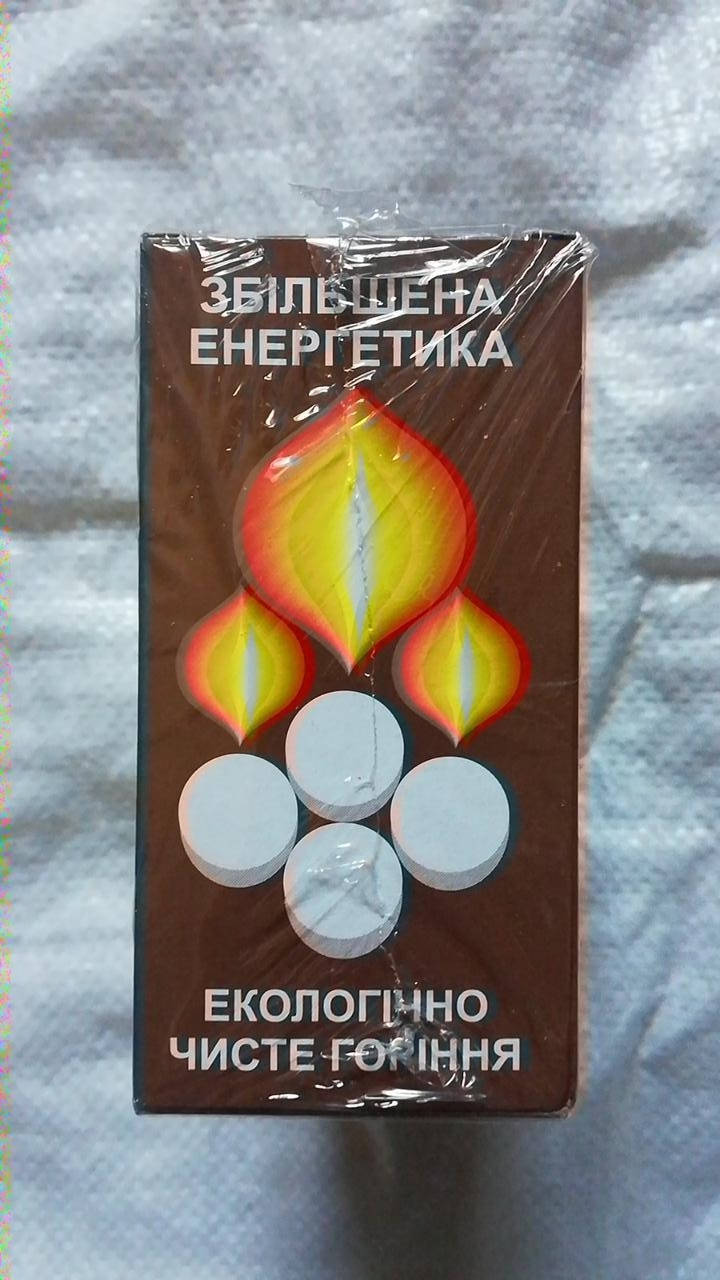 ЗБІЛЬШЕНА
ЕНЕРГЕТИКА
ЕКОЛОГІЧНО
ЧИСТЕ ГОРІННЯ